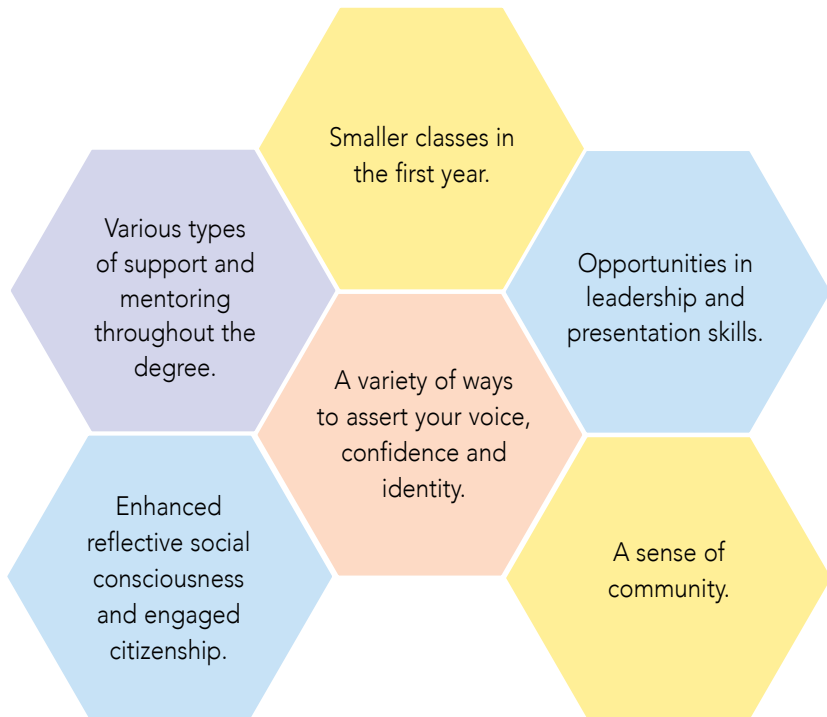 Smaller classes in
the first year.
Various types
of support and
mentoring
throughout the
degree.
Opportunities in
leadership and
presentation skills.
A variety of ways
to assert your voice,
confidence and
identity.
Enhanced
reflective social
consciousness
and engaged
citizenship.
A sense of
community.